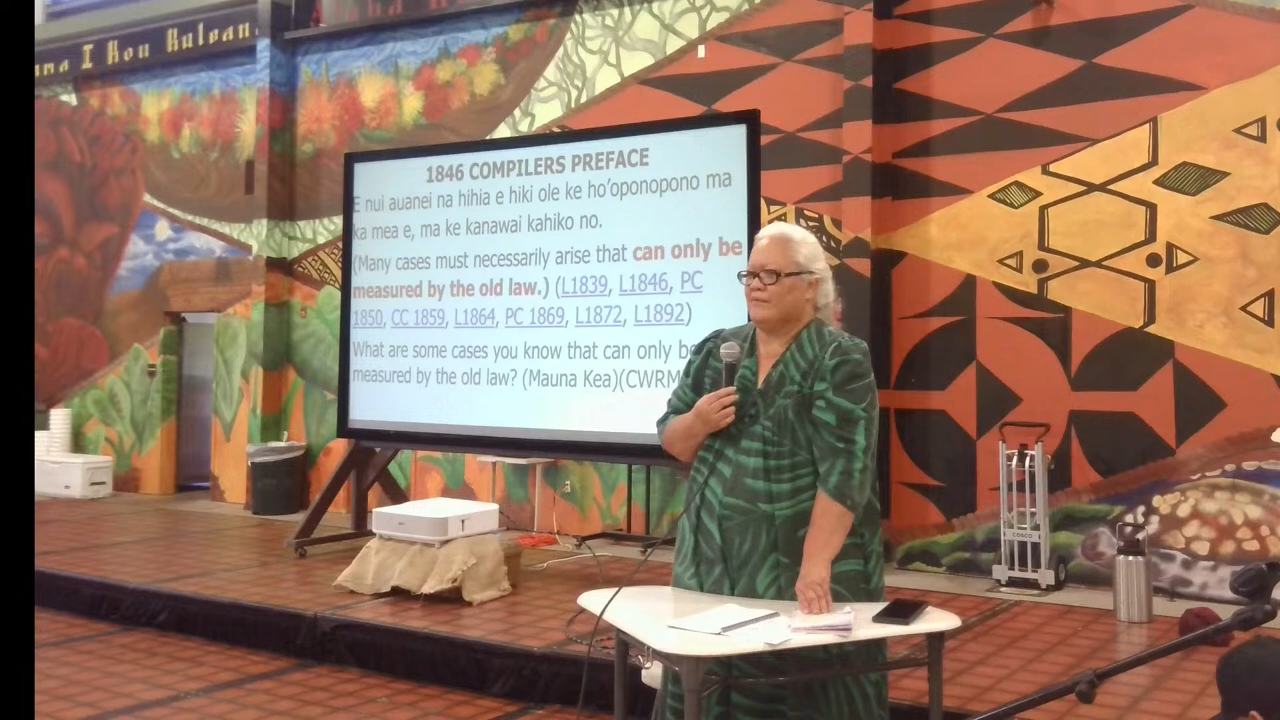 ma I Kou Kulean
1846 COMPILERS PREFACE
E nui auanei na hihia e hiki ole ke ho'oponopono ma
ka mea e, ma ke kanawai kahiko no.
(Many cases must necessarily arise that can only be
measured by the old law.) (L1839, L1846, PC
1850, CC 1859, L1864, PC 1869, L1872, L1892)
What are some cases you know that can only be
measured by the old law? (Mauna Kea)(CWRM
COSCO